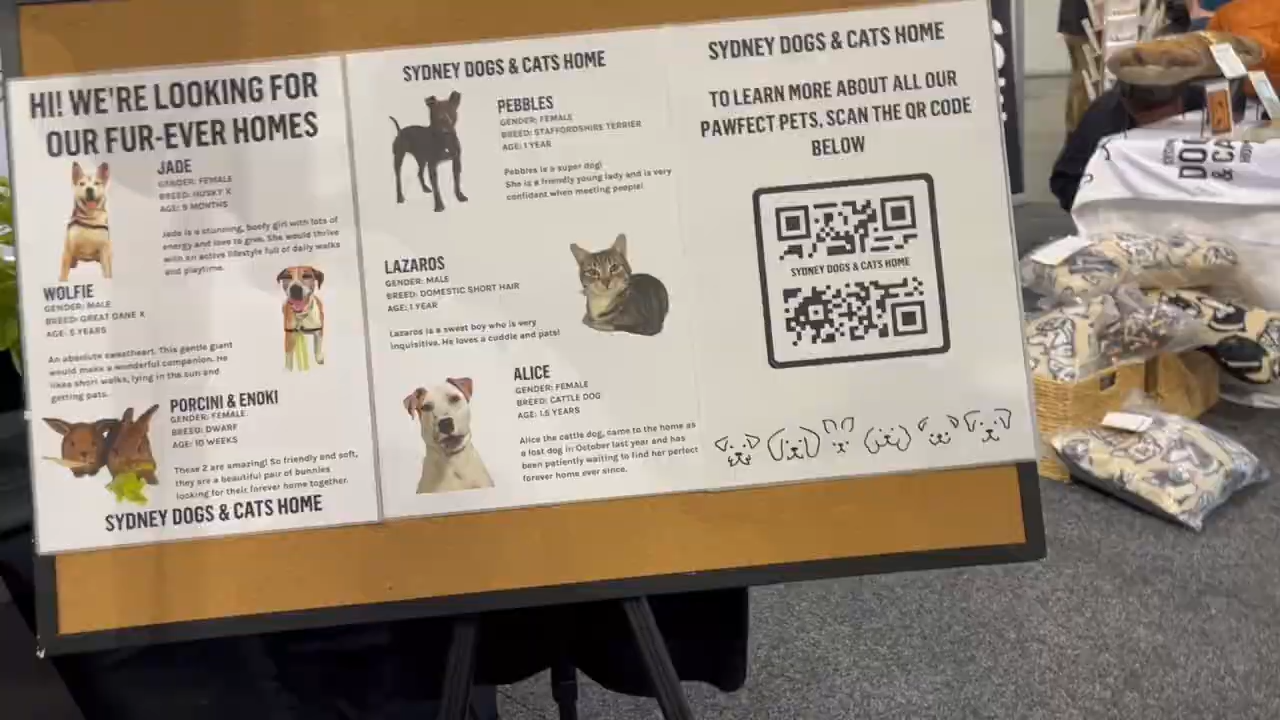 HI! WE'RE LOOKING FOR
OUR FUR-EVER HOMES
JADE
GENDER: FEMALE
BREED: HUSKY X
AGE: 9 MONTHS
Jade is a stunning, boofy girl with lots of
energy and love to give. She would thrive
with an active lifestyle full of daily walks
and playtime.
WOLFIE
GENDER: MALE
BREED: GREAT DANE X
AGE: 5 YEARS
An absolute sweetheart. This gentle giant
would make a wonderful companion. He
likes short walks, lying in the sun and
getting pats.
PORCINI & ENOKI
GENDER: FEMALE
BREED: DWARF
AGE: 10 WEEKS
These 2 are amazing! So friendly and soft,
they are a beautiful pair of bunnies
looking for their forever home together.
SYDNEY DOGS & CATS HOME
SYDNEY DOGS & CATS HOME
PEBBLES
GENDER: FEMALE
BREED: STAFFORDSHIRE TERRIER
AGE: 1 YEAR
Pebbles is a super dog!
She is a friendly young lady and is very
confident when meeting people!
LAZAROS
GENDER: MALE
BREED: DOMESTIC SHORT HAIR
AGE: 1 YEAR
Lazaros is a sweet boy who is very
inquisitive. He loves a cuddle and pats!
ALICE
GENDER: FEMALE
BREED: CATTLE DOG
AGE: 1.5 YEARS
Alice the cattle dog, came to the home as
a lost dog in October last year and has
been patiently waiting to find her perfect
forever home ever since.
SYDNEY DOGS & CATS HOME
TO LEARN MORE ABOUT ALL OUR
PAWFECT PETS, SCAN THE QR CODE
BELOW
SYDNEY DOGS & CATS HOME